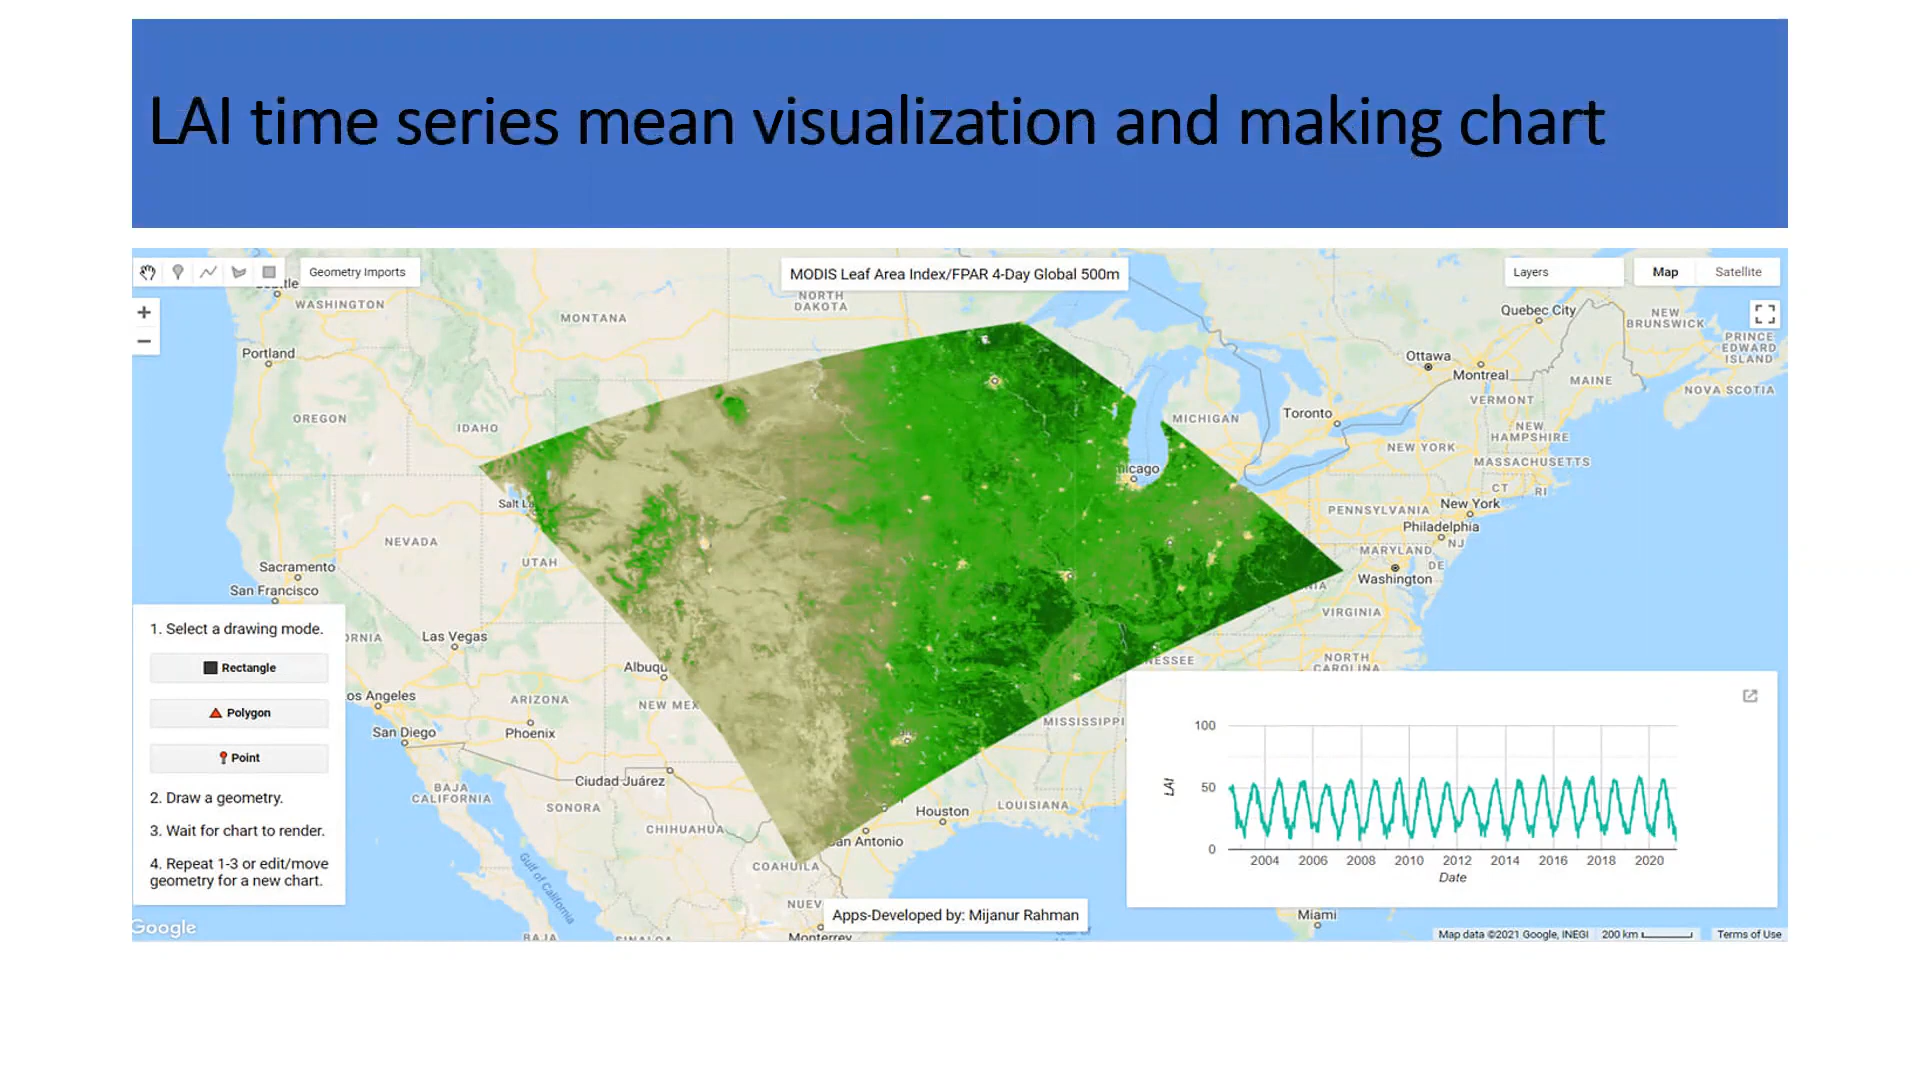 LAI time series mean visualization and making chart
Geometry Imports
MODIS Leaf Area Index/FPAR 4-Day Global 500m
Layers
Map
Satellite
WASHINGTON
MONTANA
NORTH
DAKOTA
Quebec City
NEW
BRUNSWICK
PRINCE
EDWARD
ISLAND
NOVA SCOTIA
Portland
Ottawa
Montreal
MAINE
VERMONT
Toronto
MICHIGAN
OREGON
IDAHO
NEW
HAMPSHIRE
NEW YORK
MASSACHUSETTS
CT
RI
New York
PENNSYLVANIA
Philadelphia
NJ
MARYLAND
DE
Washington
VIRGINIA
NEVADA
UTAH
Sacramento
San Francisco
Las Vegas
ARIZONA
San Diego
Phoenix
NORTH
CAROLINA
MISSISSIPPI
Ciudad Juárez
BAJA
CALIFORNIA
SONORA
CHIHUAHUA
Houston
LOUISIANA
COAHUILA
Gulf of California
Monterrey
BAJA
SINALOA
Miami
1. Select a drawing mode.
Rectangle
Polygon
Point
2. Draw a geometry.
3. Wait for chart to render.
4. Repeat 1-3 or edit/move
geometry for a new chart.
Google
Apps-Developed by: Mijanur Rahman
100
50
0
LAI
2004 2006 2008 2010 2012 2014 2016 2018 2020
Date
Map data ©2021 Google, INEGI
200 km
Terms of Use